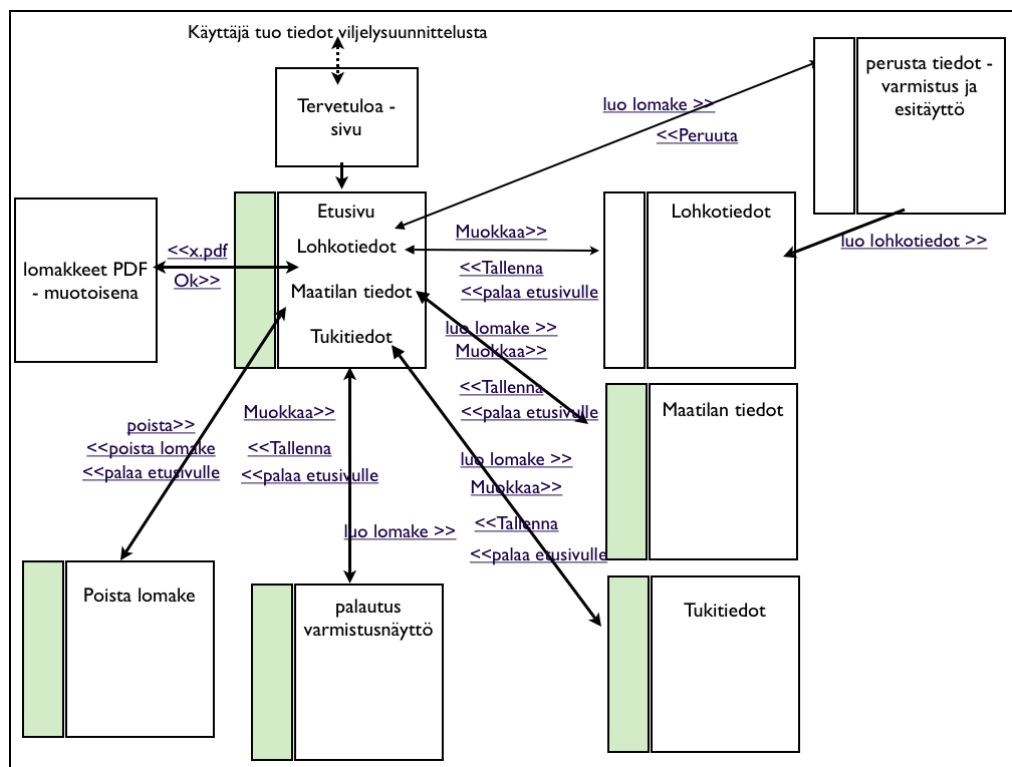 Käyttäjä tuo tiedot viljelysuunnittelusta
Tervetuloa -
sivu
perusta tiedot -
varmistus ja
esitäyttö
luo lomake >>
<<Peruuta
lomakkeet PDF
- muotoisena
<<x.pdf
Ok>>
Etusivu
Lohkotiedot
Maatilan tiedot
Tukitiedot
Muokkaa>>
<<Tallenna
<<palaa etusivulle
Lohkotiedot
luo lohkotiedot >>
luo lomake >>
Muokkaa>>
<<Tallenna
<<palaa etusivulle
Maatilan tiedot
poista>>
<<poista lomake
<<palaa etusivulle
Muokkaa>>
<<Tallenna
<<palaa etusivulle
luo lomake >>
luo lomake >>
Muokkaa>>
<<Tallenna
<<palaa etusivulle
Poista lomake
palautus
varmistusnäyttö
Tukitiedot